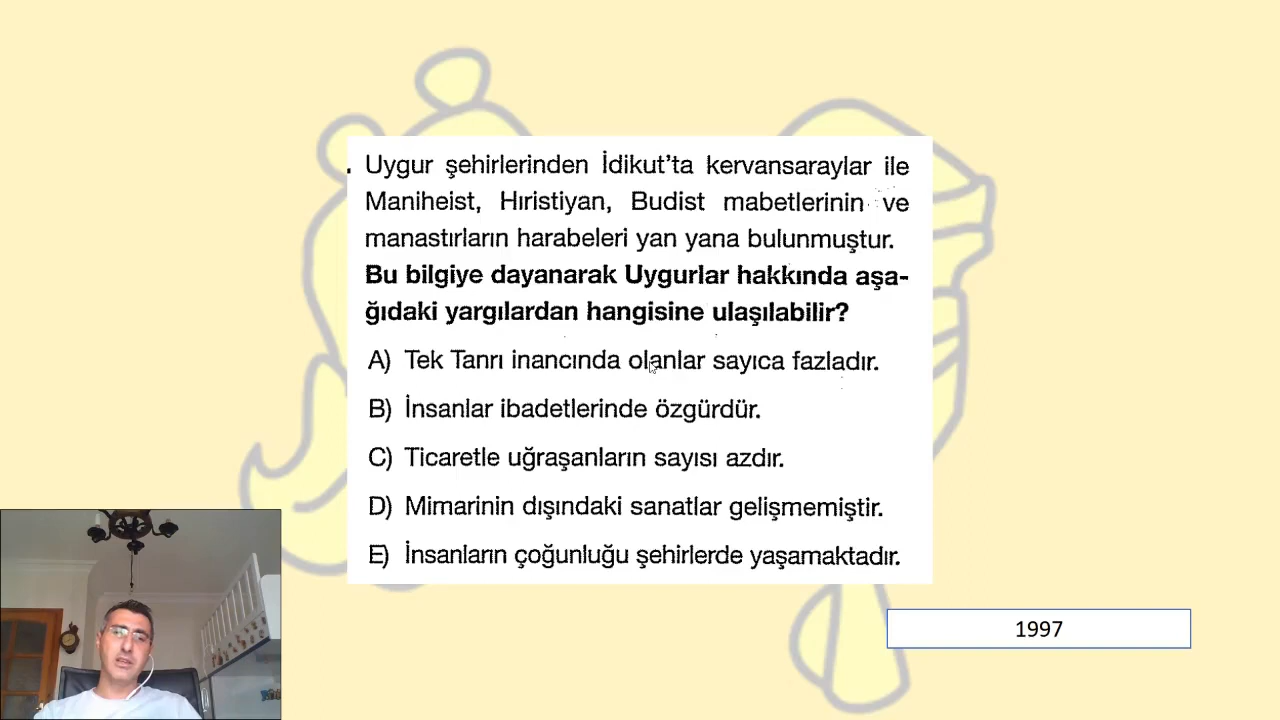 . Uygur şehirlerinden İdikut'ta kervansaraylar ile
Maniheist, Hıristiyan, Budist mabetlerinin ve
manastırların harabeleri yan yana bulunmuştur.
Bu bilgiye dayanarak Uygurlar hakkında aşa-
ğıdaki yargılardan hangisine ulaşılabilir?
A) Tek Tanrı inancında olanlar sayıca fazladır.
B) İnsanlar ibadetlerinde özgürdür.
C) Ticaretle uğraşanların sayısı azdır.
D) Mimarinin dışındaki sanatlar gelişmemiştir.
E) İnsanların çoğunluğu şehirlerde yaşamaktadır.
1997